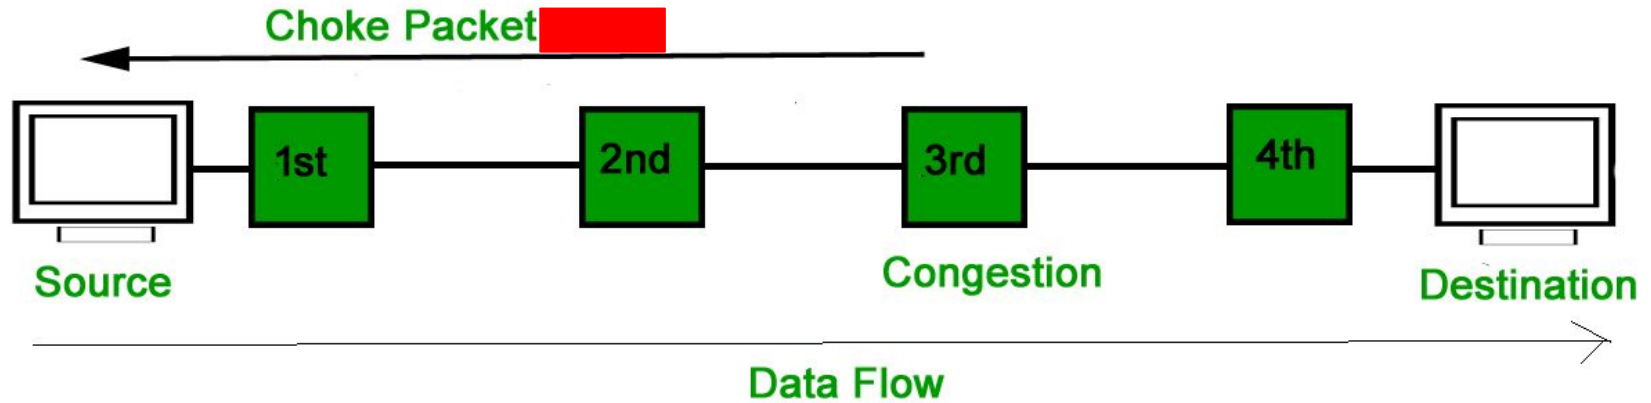 Choke Packet
1st
2nd
3rd
4th
Source
Congestion
Destination
Data Flow